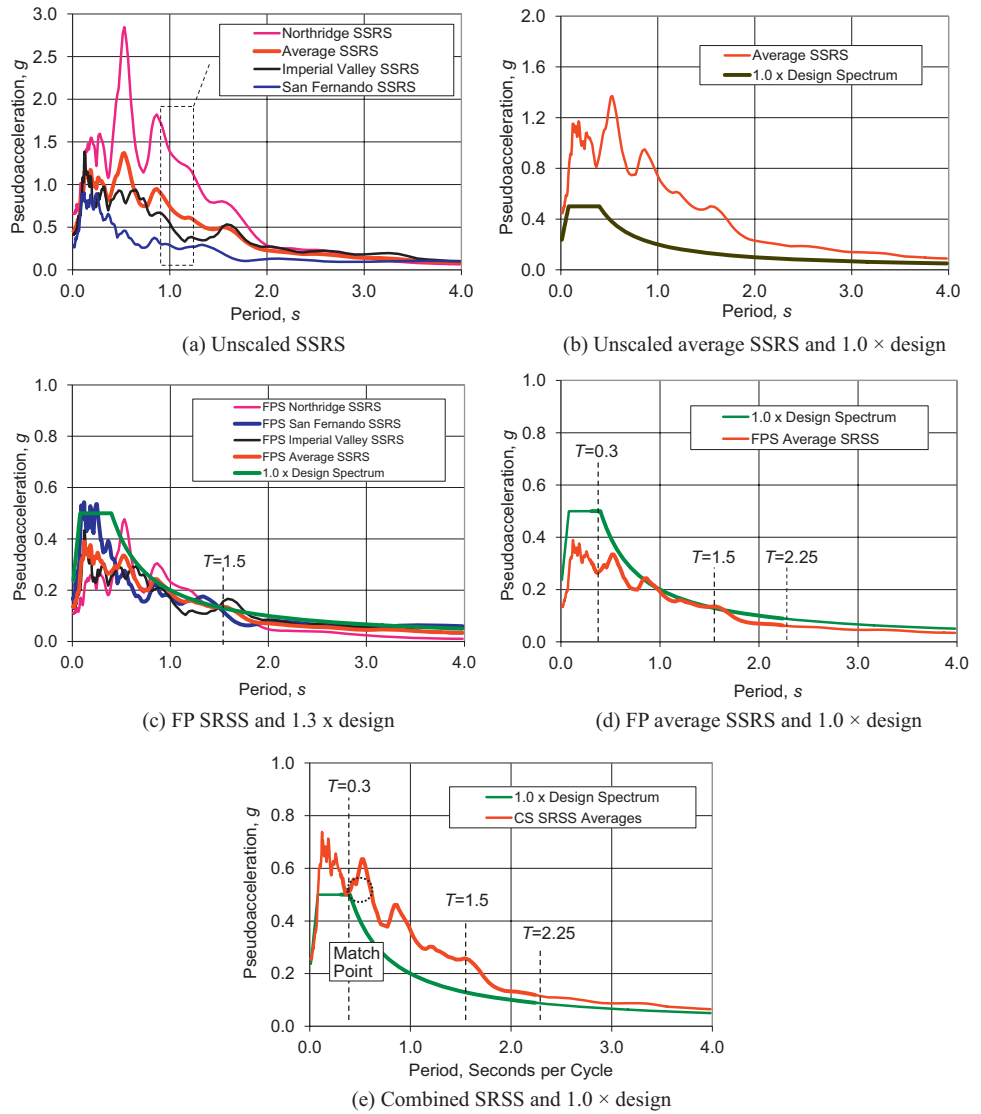 3.0
2.5
2.0
1.5
1.0
0.5
0.0
Pseudoacceleration, g
Northridge SSRS
Average SSRS
Imperial Valley SSRS
San Fernando SSRS
0.0 1.0 2.0 3.0 4.0
Period, s
(a) Unscaled SSRS
2.0
1.6
1.2
0.8
0.4
0.0
Pseudoacceleration, g
Average SSRS
1.0 x Design Spectrum
0.0 1.0 2.0 3.0 4.0
Period, s
(b) Unscaled average SSRS and 1.0 × design
1.0
0.8
0.6
0.4
0.2
0.0
Pseudoacceleration, g
FPS Northridge SSRS
FPS San Fernando SSRS
FPS Imperial Valley SSRS
FPS Average SSRS
1.0 x Design Spectrum
T=1.5
0.0 1.0 2.0 3.0 4.0
Period, s
(c) FP SRSS and 1.3 x design
1.0
0.8
0.6
0.4
0.2
0.0
Pseudoacceleration, g
1.0 x Design Spectrum
FPS Average SRSS
T=0.3
T=1.5
T=2.25
0.0 1.0 2.0 3.0 4.0
Period, s
(d) FP average SSRS and 1.0 × design
1.0
0.8
0.6
0.4
0.2
0.0
Pseudoacceleration, g
T=0.3
1.0 x Design Spectrum
CS SRSS Averages
T=1.5
T=2.25
Match
Point
0.0 1.0 2.0 3.0 4.0
Period, Seconds per Cycle
(e) Combined SRSS and 1.0 × design